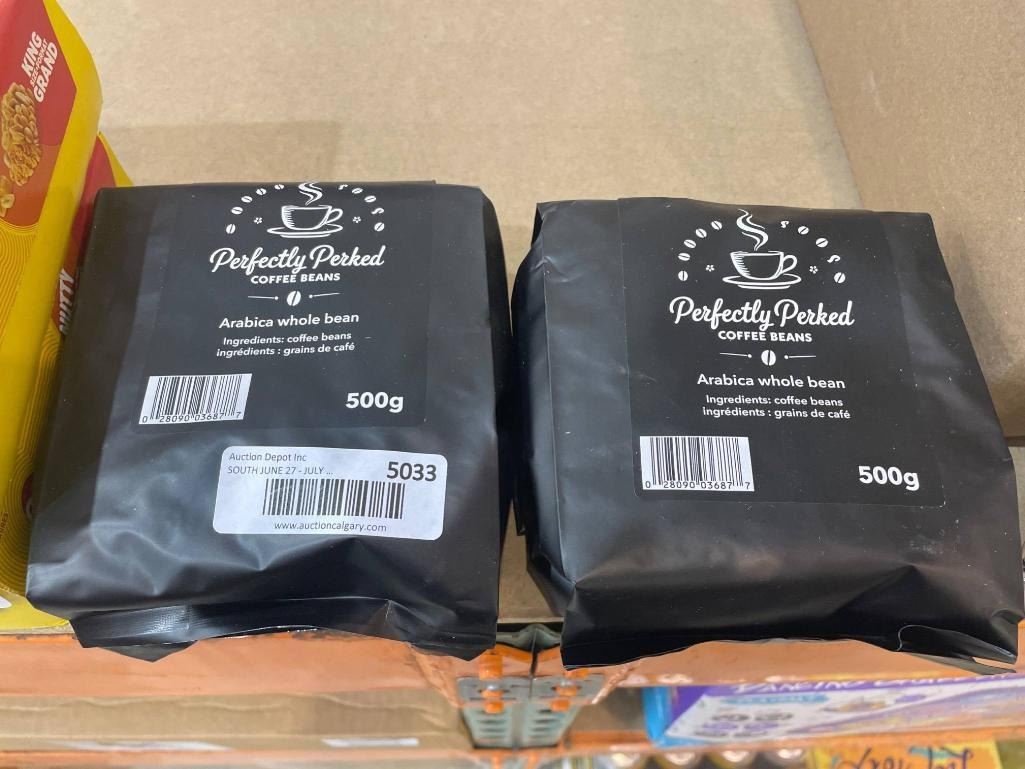 KING
SIZE • FORMAT
GRAND
Perfectly Perked
COFFEE BEANS
Arabica whole bean
Ingredients: coffee beans
ingrédients : grains de café
500g
0 28090 03687 7
Auction Depot Inc
SOUTH JUNE 27 - JULY ...
5033
www.auctioncalgary.com
Perfectly Perked
COFFEE BEANS
Arabica whole bean
Ingredients: coffee beans
ingrédients : grains de café
500g
0 28090 03687 7